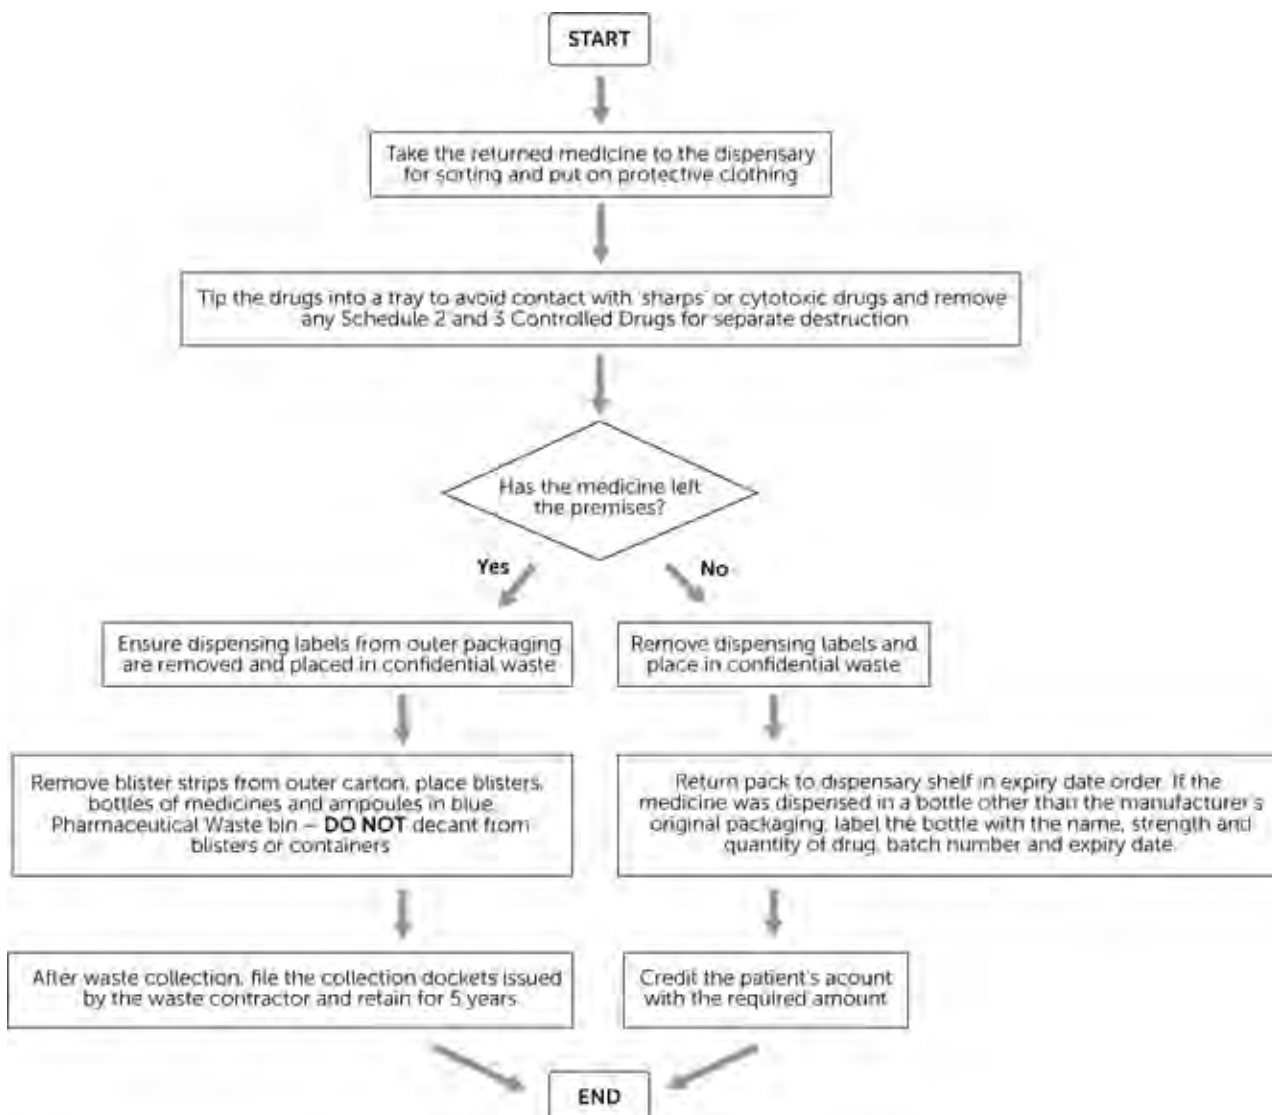 START
Take the returned medicine to the dispensary
for sorting and put on protective clothing
Tip the drugs into a tray to avoid contact with 'sharps' or cytotoxic drugs and remove
any Schedule 2 and 3 Controlled Drugs for separate destruction
Has the medicine left
the premises?
Yes
No
Ensure dispensing labels from outer packaging
are removed and placed in confidential waste
Remove blister strips from outer carton, place blisters,
bottles of medicines and ampoules in blue
Pharmaceutical Waste bin – DO NOT decant from
blisters or containers
After waste collection, file the collection dockets issued
by the waste contractor and retain for 5 years
Remove dispensing labels and
place in confidential waste
Return pack to dispensary shelf in expiry date order. If the
medicine was dispensed in a bottle other than the manufacturer's
original packaging, label the bottle with the name, strength and
quantity of drug, batch number and expiry date.
Credit the patient's acount
with the required amount
END